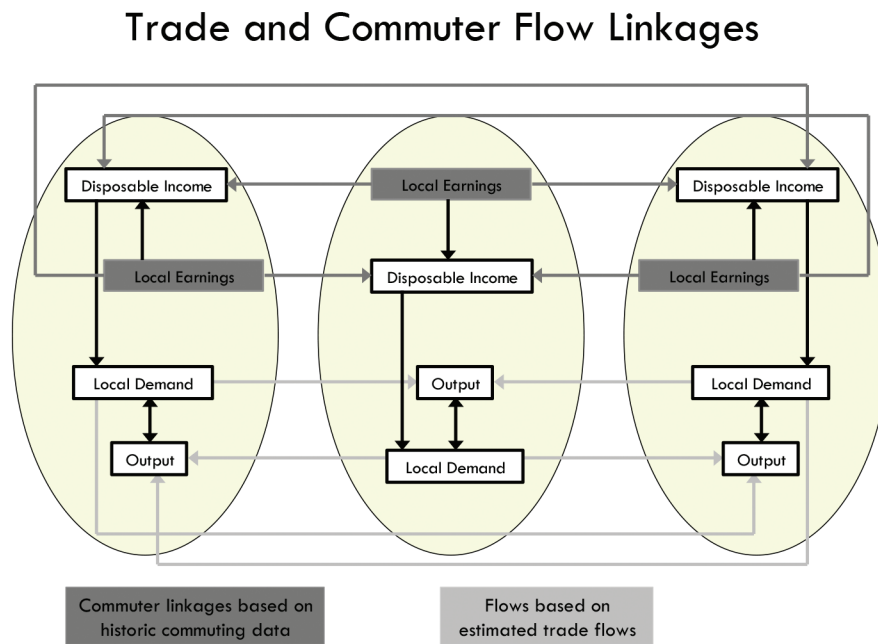 Trade and Commuter Flow Linkages
Disposable Income
Local Earnings
Disposable Income
Local Earnings
Disposable Income
Local Earnings
Local Demand
Output
Local Demand
Output
Local Demand
Output
Commuter linkages based on
historic commuting data
Flows based on
estimated trade flows